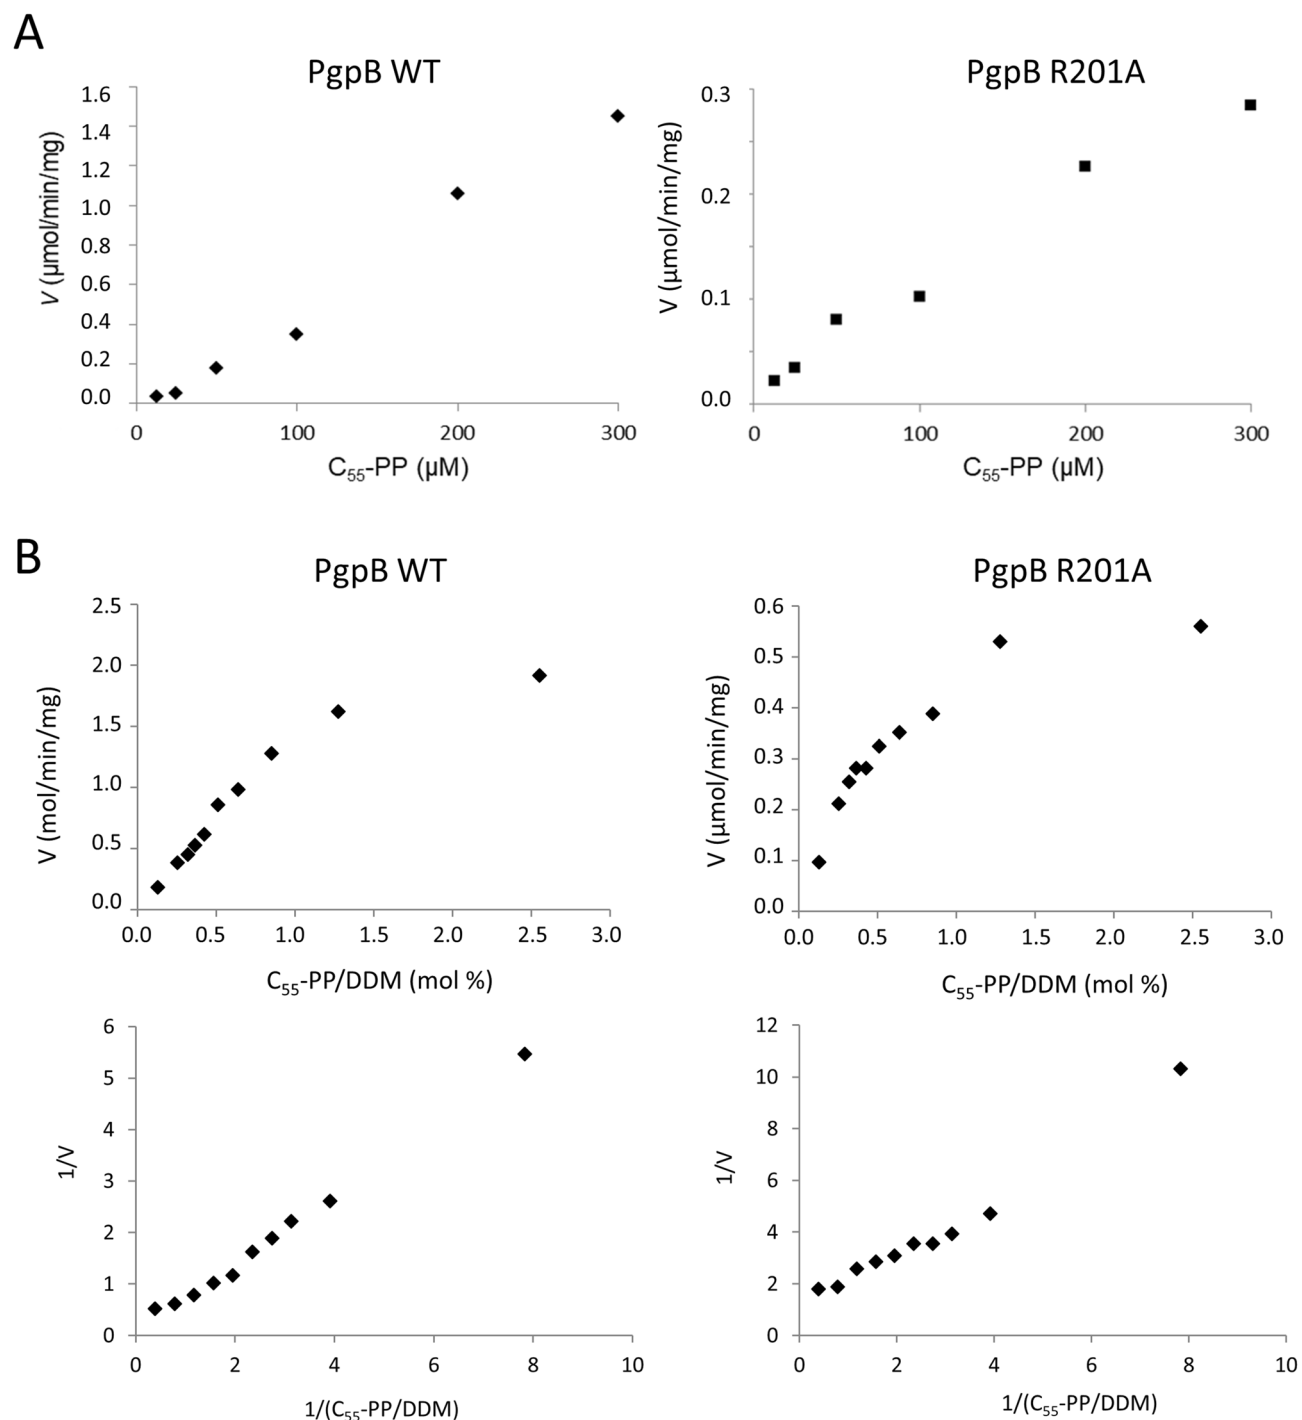 A
PgpB WT
PgpB R201A
V (µmol/min/mg)
1.6
1.4
1.2
1.0
0.8
0.6
0.4
0.2
0.0
0 100 200 300
C₅₅-PP (µM)
V (µmol/min/mg)
0.3
0.2
0.1
0.0
0 100 200 300
C₅₅-PP (µM)
B
PgpB WT
PgpB R201A
V (mol/min/mg)
2.5
2.0
1.5
1.0
0.5
0.0
0.0 0.5 1.0 1.5 2.0 2.5 3.0
C₅₅-PP/DDM (mol %)
V (µmol/min/mg)
0.6
0.5
0.4
0.3
0.2
0.1
0.0
0.0 0.5 1.0 1.5 2.0 2.5 3.0
C₅₅-PP/DDM (mol %)
1/V
6
5
4
3
2
1
0
0 2 4 6 8 10
1/(C₅₅-PP/DDM)
1/V
12
10
8
6
4
2
0
0 2 4 6 8 10
1/(C₅₅-PP/DDM)